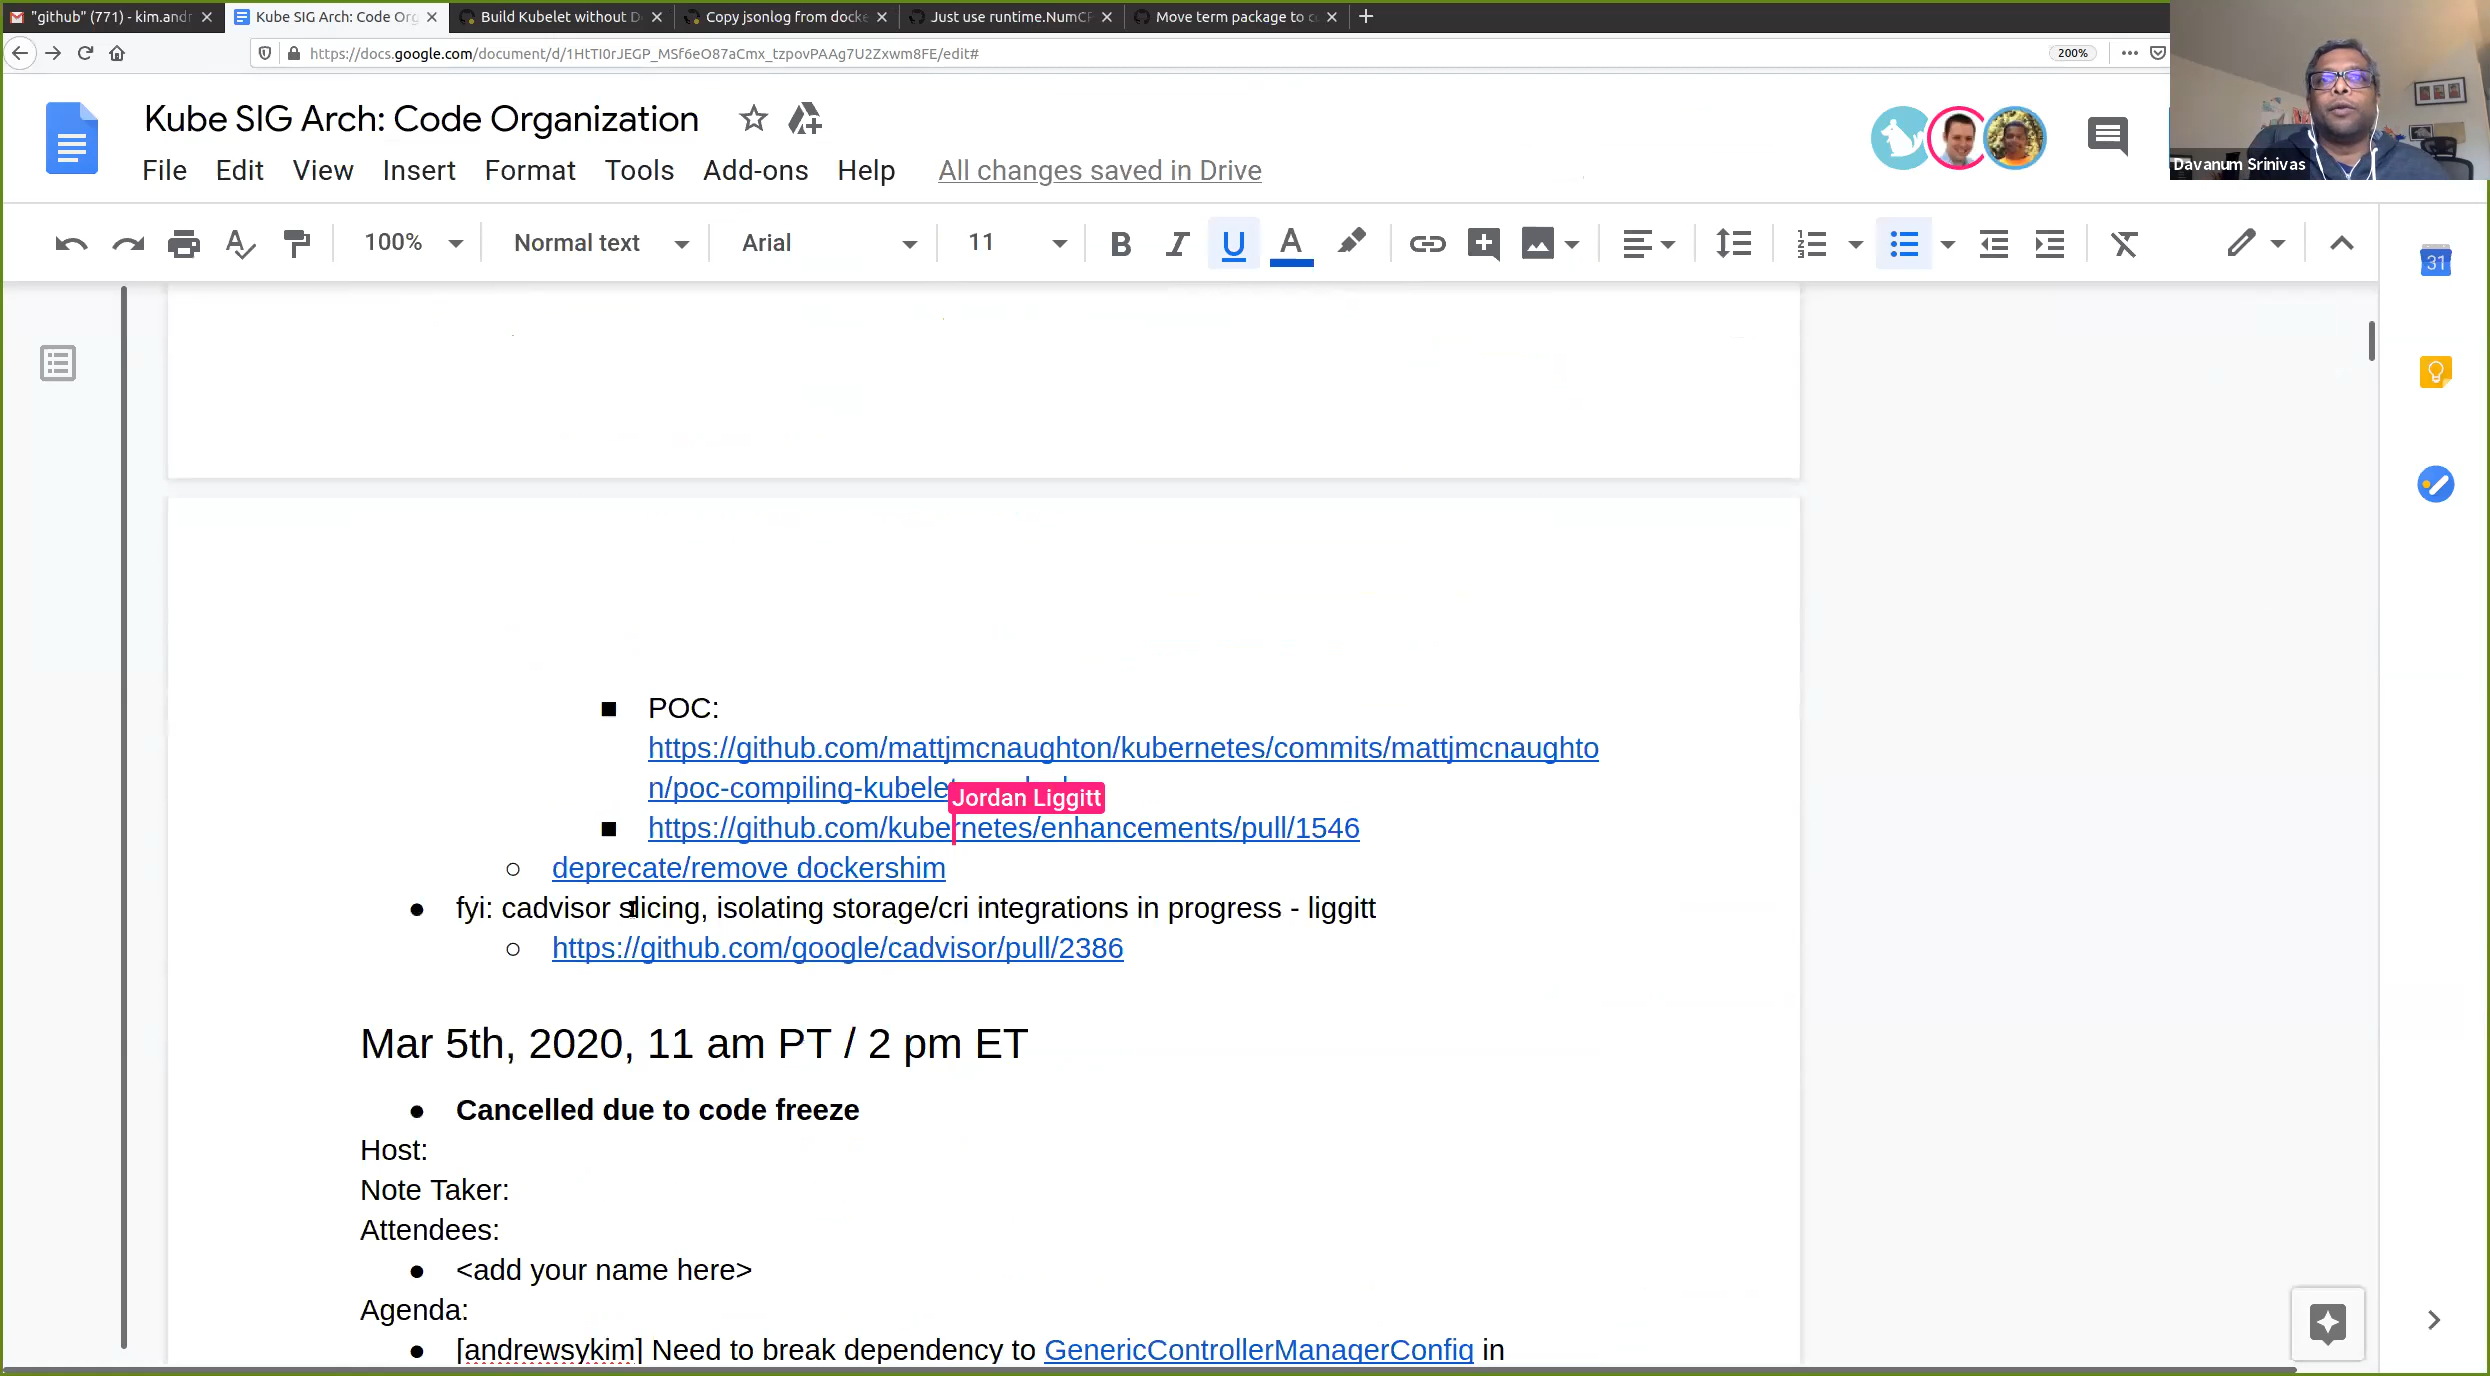 "github" (771) - kim.andr
Kube SIG Arch: Code Org
Build Kubelet without D
Copy jsonlog from docke
Just use runtime.NumCP
Move term package to c
https://docs.google.com/document/d/1HtTI0rJEGP_MSf6eO87aCmx_tzpovPAAg7U2Zxwm8FE/edit#
200%
Kube SIG Arch: Code Organization
File Edit View Insert Format Tools Add-ons Help All changes saved in Drive
Davanum Srinivas
100% Normal text Arial 11
31
POC:
https://github.com/mattjmcnaughton/kubernetes/commits/mattjmcnaughto
n/poc-compiling-kubele
Jordan Liggitt
https://github.com/kubernetes/enhancements/pull/1546
deprecate/remove dockershim
fyi: cadvisor slicing, isolating storage/cri integrations in progress - liggitt
https://github.com/google/cadvisor/pull/2386
Mar 5th, 2020, 11 am PT / 2 pm ET
Cancelled due to code freeze
Host:
Note Taker:
Attendees:
<add your name here>
Agenda:
[andrewsykim] Need to break dependency to GenericControllerManagerConfig in